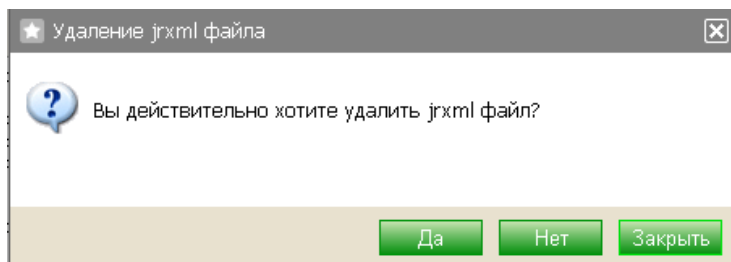 Удаление jrxml файла
Вы действительно хотите удалить jrxml файл?
Да Нет Закрыть